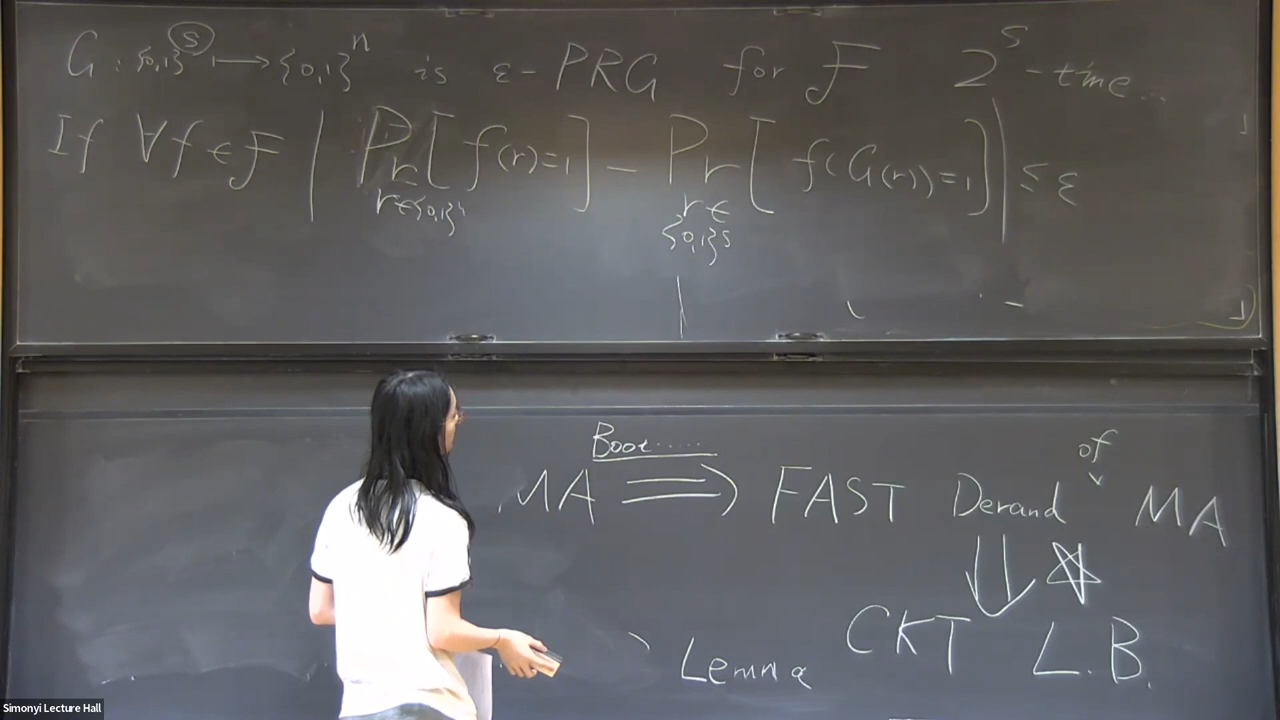 G : {0,1}^s ⟼ {0,1}^n is ε-PRG for F 2^s-time...
If ∀f ∈ F | Pr[f(r)=1] - Pr[f(G(r))=1] | ≤ ε
r∈{0,1}^n r∈
{0,1}^s
Boot..... of
MA ⟹ FAST Derand MA
⇓ ☆
CKT L.B.
Lemma
Simonyi Lecture Hall